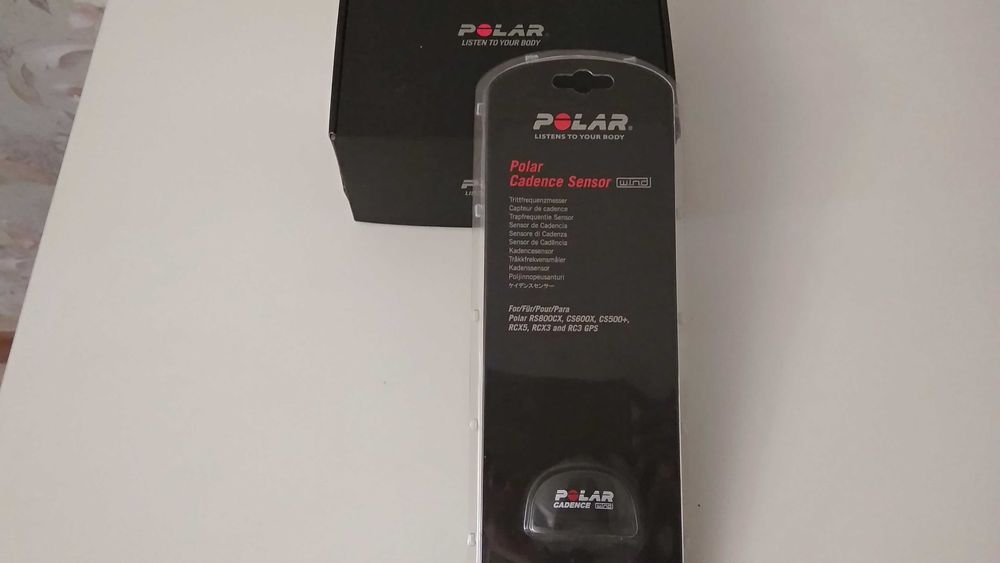 POLAR
LISTEN TO YOUR BODY
POLAR
LISTENS TO YOUR BODY
Polar
Cadence Sensor W.I.N.D.
Trittfrequenzmesser
Capteur de cadence
Trapfrequentie Sensor
Sensor de Cadencia
Sensore di Cadenza
Sensor de Cadência
Kadencesensor
Tråkkfrekvensmåler
Kadenssensor
Poljinnopeusanturi
ケイデンスセンサー
For/Für/Pour/Para
Polar RS800CX, CS600X, CS500+,
RCX5, RCX3 and RC3 GPS
POLAR
CADENCE W.I.N.D.